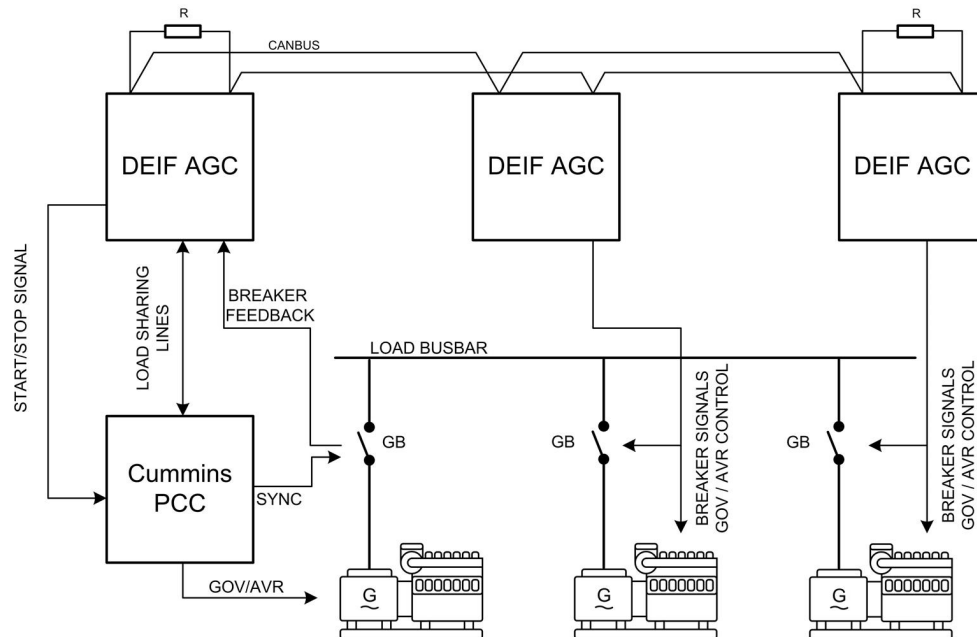 R
R
CANBUS
DEIF AGC
DEIF AGC
DEIF AGC
START/STOP SIGNAL
LOAD SHARING
LINES
BREAKER
FEEDBACK
LOAD BUSBAR
BREAKER SIGNALS
GOV / AVR CONTROL
BREAKER SIGNALS
GOV / AVR CONTROL
GB
GB
GB
Cummins
PCC
SYNC
GOV/AVR
G
~
G
~
G
~